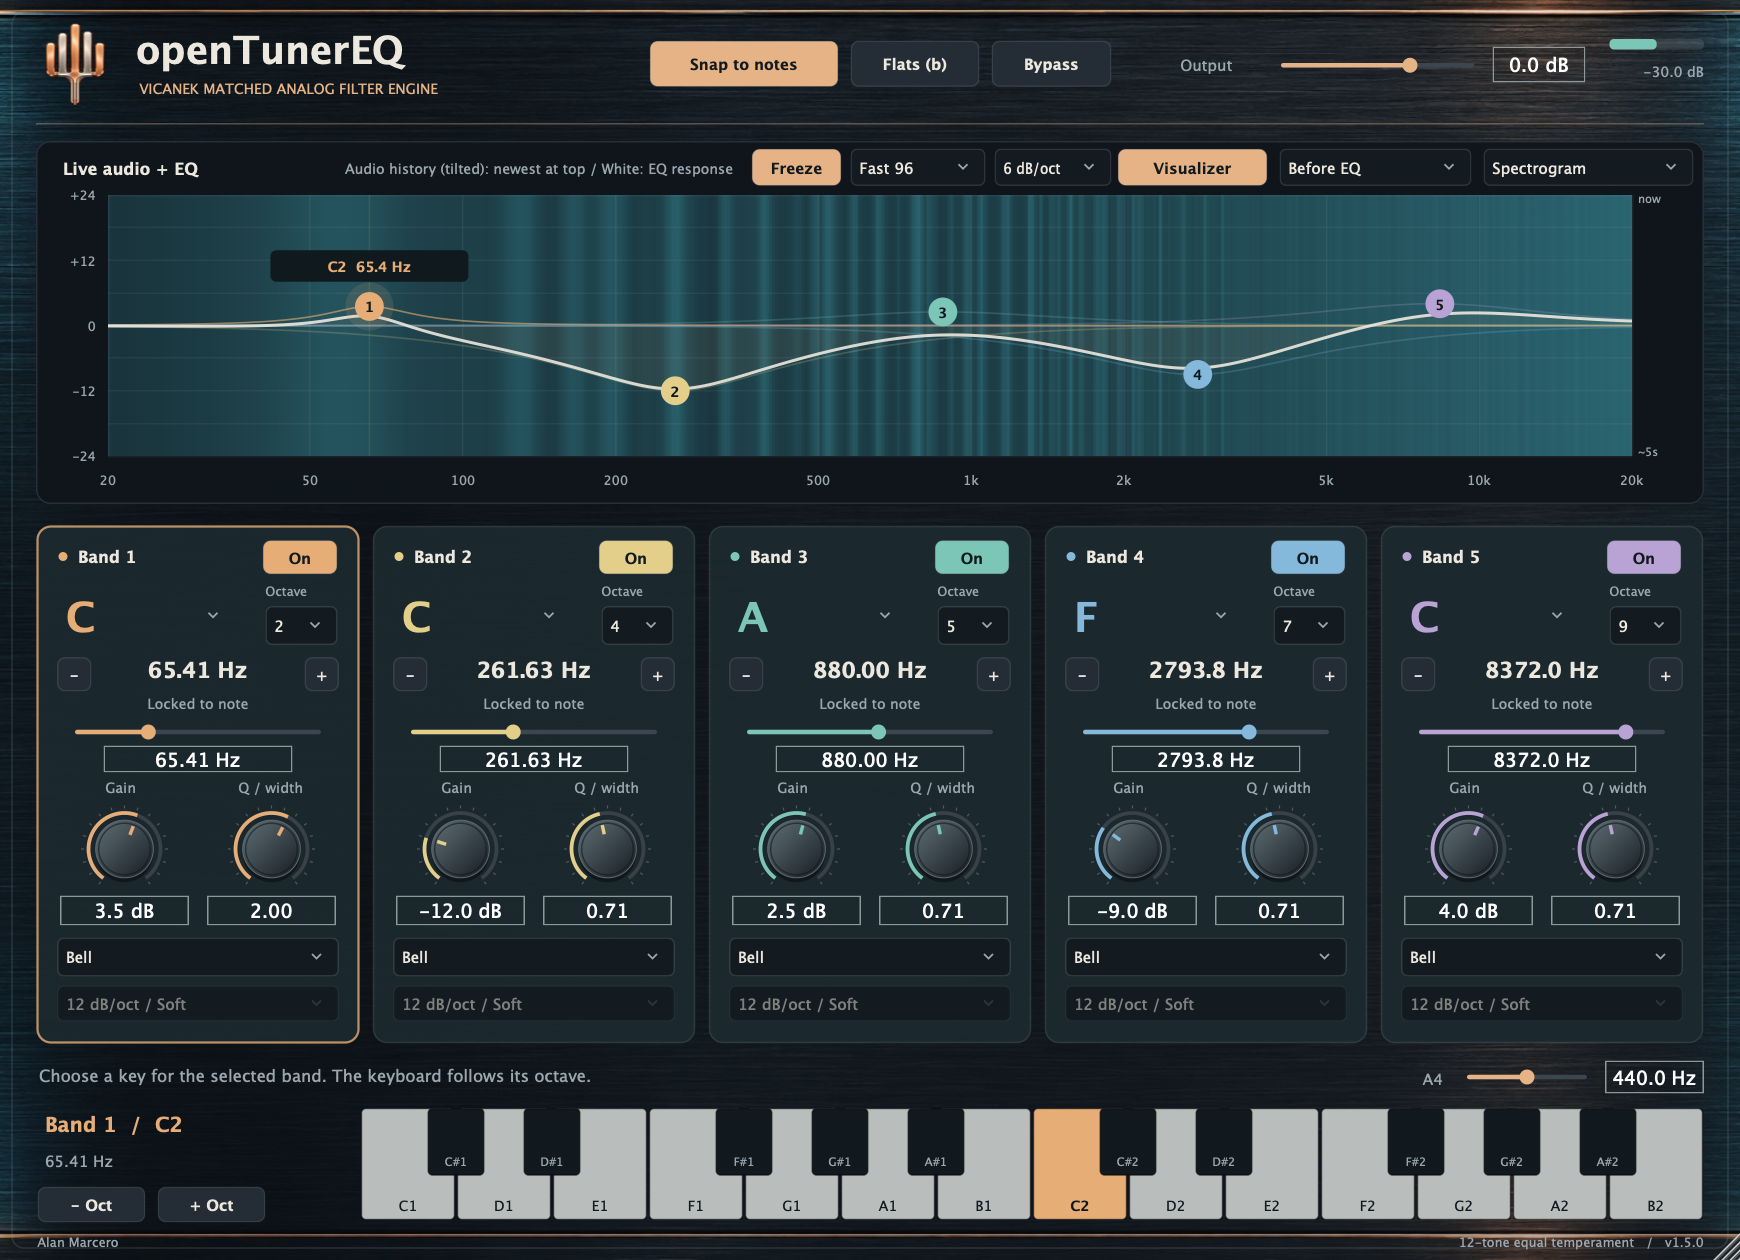 openTunerEQ
VICANEK MATCHED ANALOG FILTER ENGINE
Snap to notes
Flats (b)
Bypass
Output
0.0 dB
-30.0 dB
Live audio + EQ
Audio history (tilted): newest at top / White: EQ response
Freeze
Fast 96
6 dB/oct
Visualizer
Before EQ
Spectrogram
+24
+12
0
-12
-24
now
~5s
C2 65.4 Hz
1
2
3
4
5
20
50
100
200
500
1k
2k
5k
10k
20k
Band 1
On
C
Octave
2
-
65.41 Hz
+
Locked to note
65.41 Hz
Gain
Q / width
3.5 dB
2.00
Bell
12 dB/oct / Soft
Band 2
On
C
Octave
4
-
261.63 Hz
+
Locked to note
261.63 Hz
Gain
Q / width
-12.0 dB
0.71
Bell
12 dB/oct / Soft
Band 3
On
A
Octave
5
-
880.00 Hz
+
Locked to note
880.00 Hz
Gain
Q / width
2.5 dB
0.71
Bell
12 dB/oct / Soft
Band 4
On
F
Octave
7
-
2793.8 Hz
+
Locked to note
2793.8 Hz
Gain
Q / width
-9.0 dB
0.71
Bell
12 dB/oct / Soft
Band 5
On
C
Octave
9
-
8372.0 Hz
+
Locked to note
8372.0 Hz
Gain
Q / width
4.0 dB
0.71
Bell
12 dB/oct / Soft
Choose a key for the selected band. The keyboard follows its octave.
A4
440.0 Hz
Band 1 / C2
65.41 Hz
- Oct
+ Oct
C#1
D#1
F#1
G#1
A#1
C#2
D#2
F#2
G#2
A#2
C1
D1
E1
F1
G1
A1
B1
C2
D2
E2
F2
G2
A2
B2
Alan Marcero
12-tone equal temperament / v1.5.0